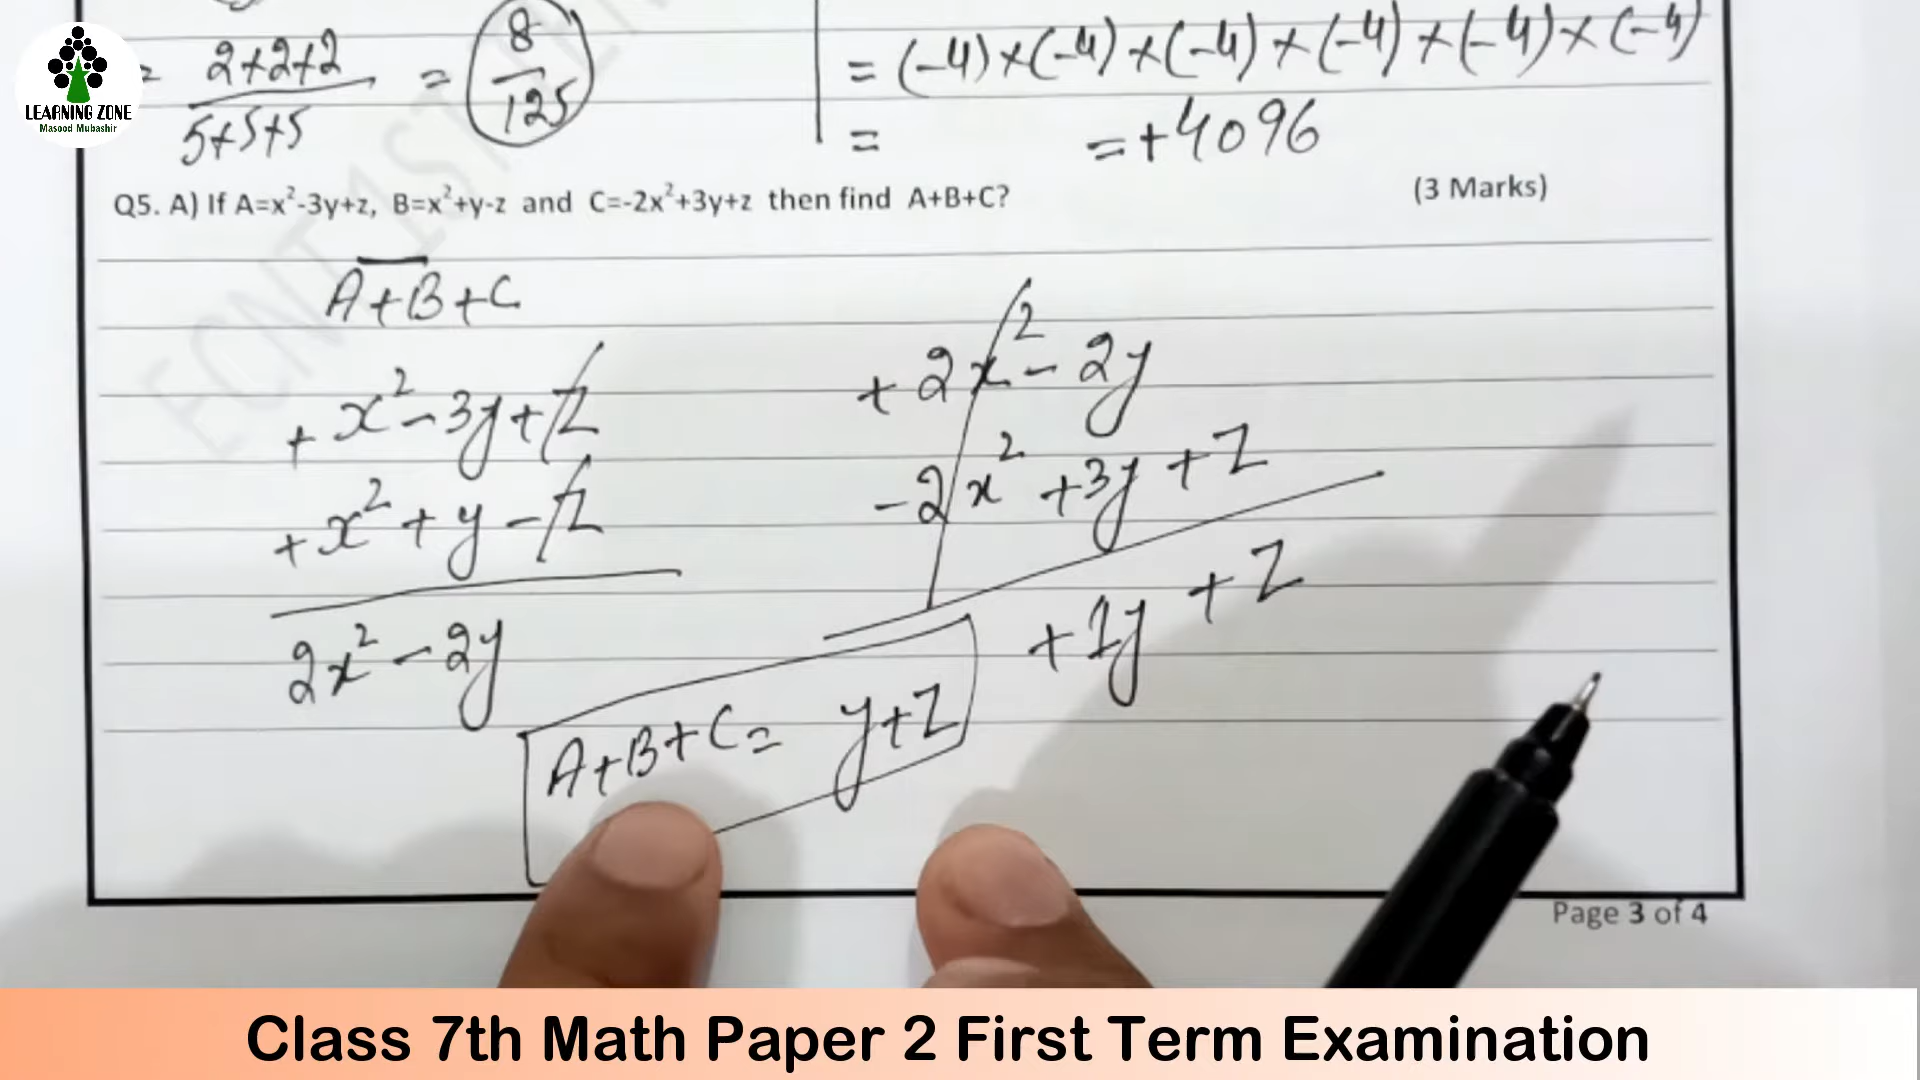 = 2+2+2 = 8
5+5+5 125
= (-4)×(-4)×(-4)×(-4)×(-4)×(-4)
= =+4096
LEARNING ZONE
Masood Mubashir
Q5. A) If A=x²-3y+z, B=x²+y-z and C=-2x²+3y+z then find A+B+C? (3 Marks)
A+B+C
+x²-3y+z
+x²+y-z
2x²-2y
+2x²-2y
-2x²+3y+z
+1y+z
A+B+C= y+z
Page 3 of 4
Class 7th Math Paper 2 First Term Examination